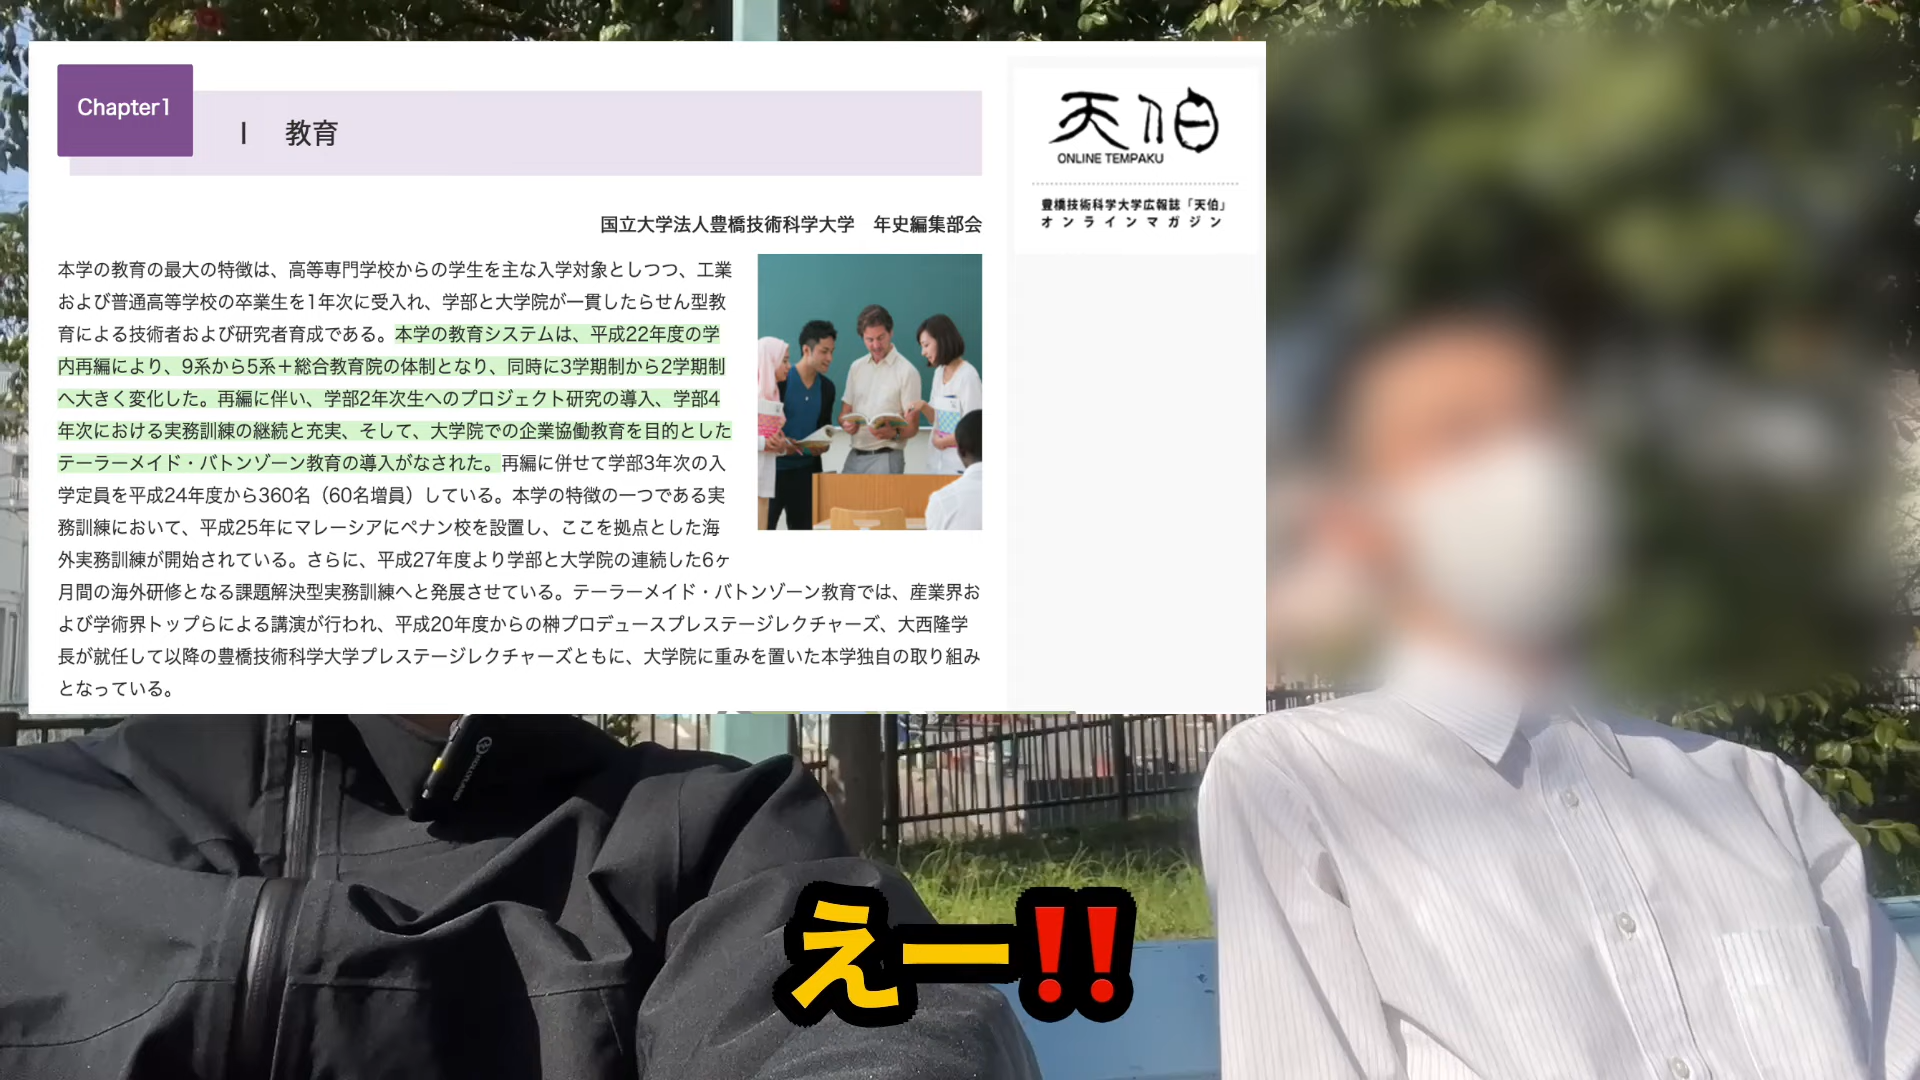 Chapter1
I 教育
天伯
ONLINE TEMPAKU
豊橋技術科学大学広報誌「天伯」
オンラインマガジン
国立大学法人豊橋技術科学大学 年史編集部会
本学の教育の最大の特徴は、高等専門学校からの学生を主な入学対象としつつ、工業
および普通高等学校の卒業生を1年次に受入れ、学部と大学院が一貫したらせん型教
育による技術者および研究者育成である。本学の教育システムは、平成22年度の学
内再編により、9系から5系＋総合教育院の体制となり、同時に3学期制から2学期制
へ大きく変化した。再編に伴い、学部2年次生へのプロジェクト研究の導入、学部4
年次における実務訓練の継続と充実、そして、大学院での企業協働教育を目的とした
テーラーメイド・バトンゾーン教育の導入がなされた。再編に併せて学部3年次の入
学定員を平成24年度から360名（60名増員）している。本学の特徴の一つである実
務訓練において、平成25年にマレーシアにペナン校を設置し、ここを拠点とした海
外実務訓練が開始されている。さらに、平成27年度より学部と大学院の連続した6ヶ
月間の海外研修となる課題解決型実務訓練へと発展させている。テーラーメイド・バトンゾーン教育では、産業界お
よび学術界トップらによる講演が行われ、平成20年度からの榊プロデュースプレステージレクチャーズ、大西隆学
長が就任して以降の豊橋技術科学大学プレステージレクチャーズともに、大学院に重みを置いた本学独自の取り組み
となっている。
えー‼